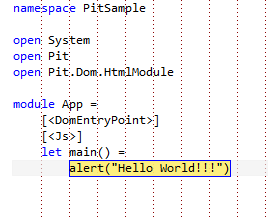 namespace PitSample
open System
open Pit
open Pit.Dom.HtmlModule
module App =
[<DomEntryPoint>]
[<Js>]
let main() =
alert("Hello World!!!")